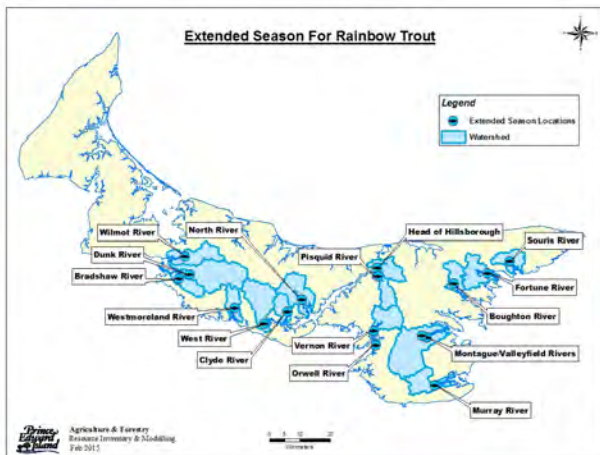 Extended Season For Rainbow Trout
Legend
Extended Season Locations
Watershed
Wilmot River
North River
Head of Hillsborough
Souris River
Dunk River
Pisquid River
Bradshaw River
Fortune River
Westmoreland River
Boughton River
West River
Vernon River
Clyde River
Montague/Valleyfield Rivers
Orwell River
Murray River
Prince
Edward
Island
Agriculture & Forestry
Resource Inventory & Modelling
Feb 2015